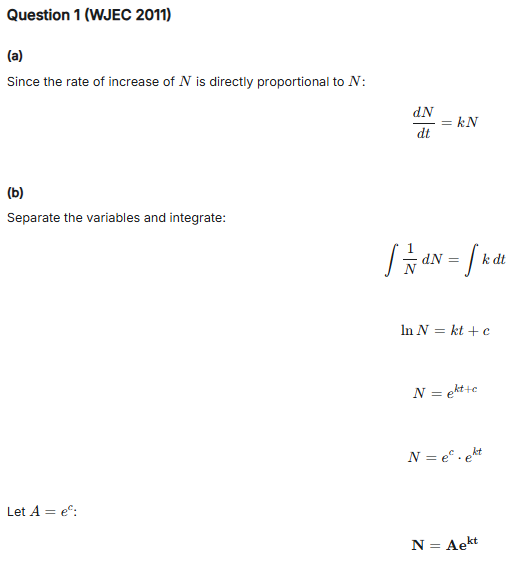 Question 1 (WJEC 2011)
(a)
Since the rate of increase of $N$ is directly proportional to $N$:
$\frac{dN}{dt} = kN$
(b)
Separate the variables and integrate:
$\int \frac{1}{N} \, dN = \int k \, dt$
$\ln N = kt + c$
$N = e^{kt+c}$
$N = e^{c} \cdot e^{kt}$
Let $A = e^{c}$:
$\mathbf{N = Ae^{kt}}$